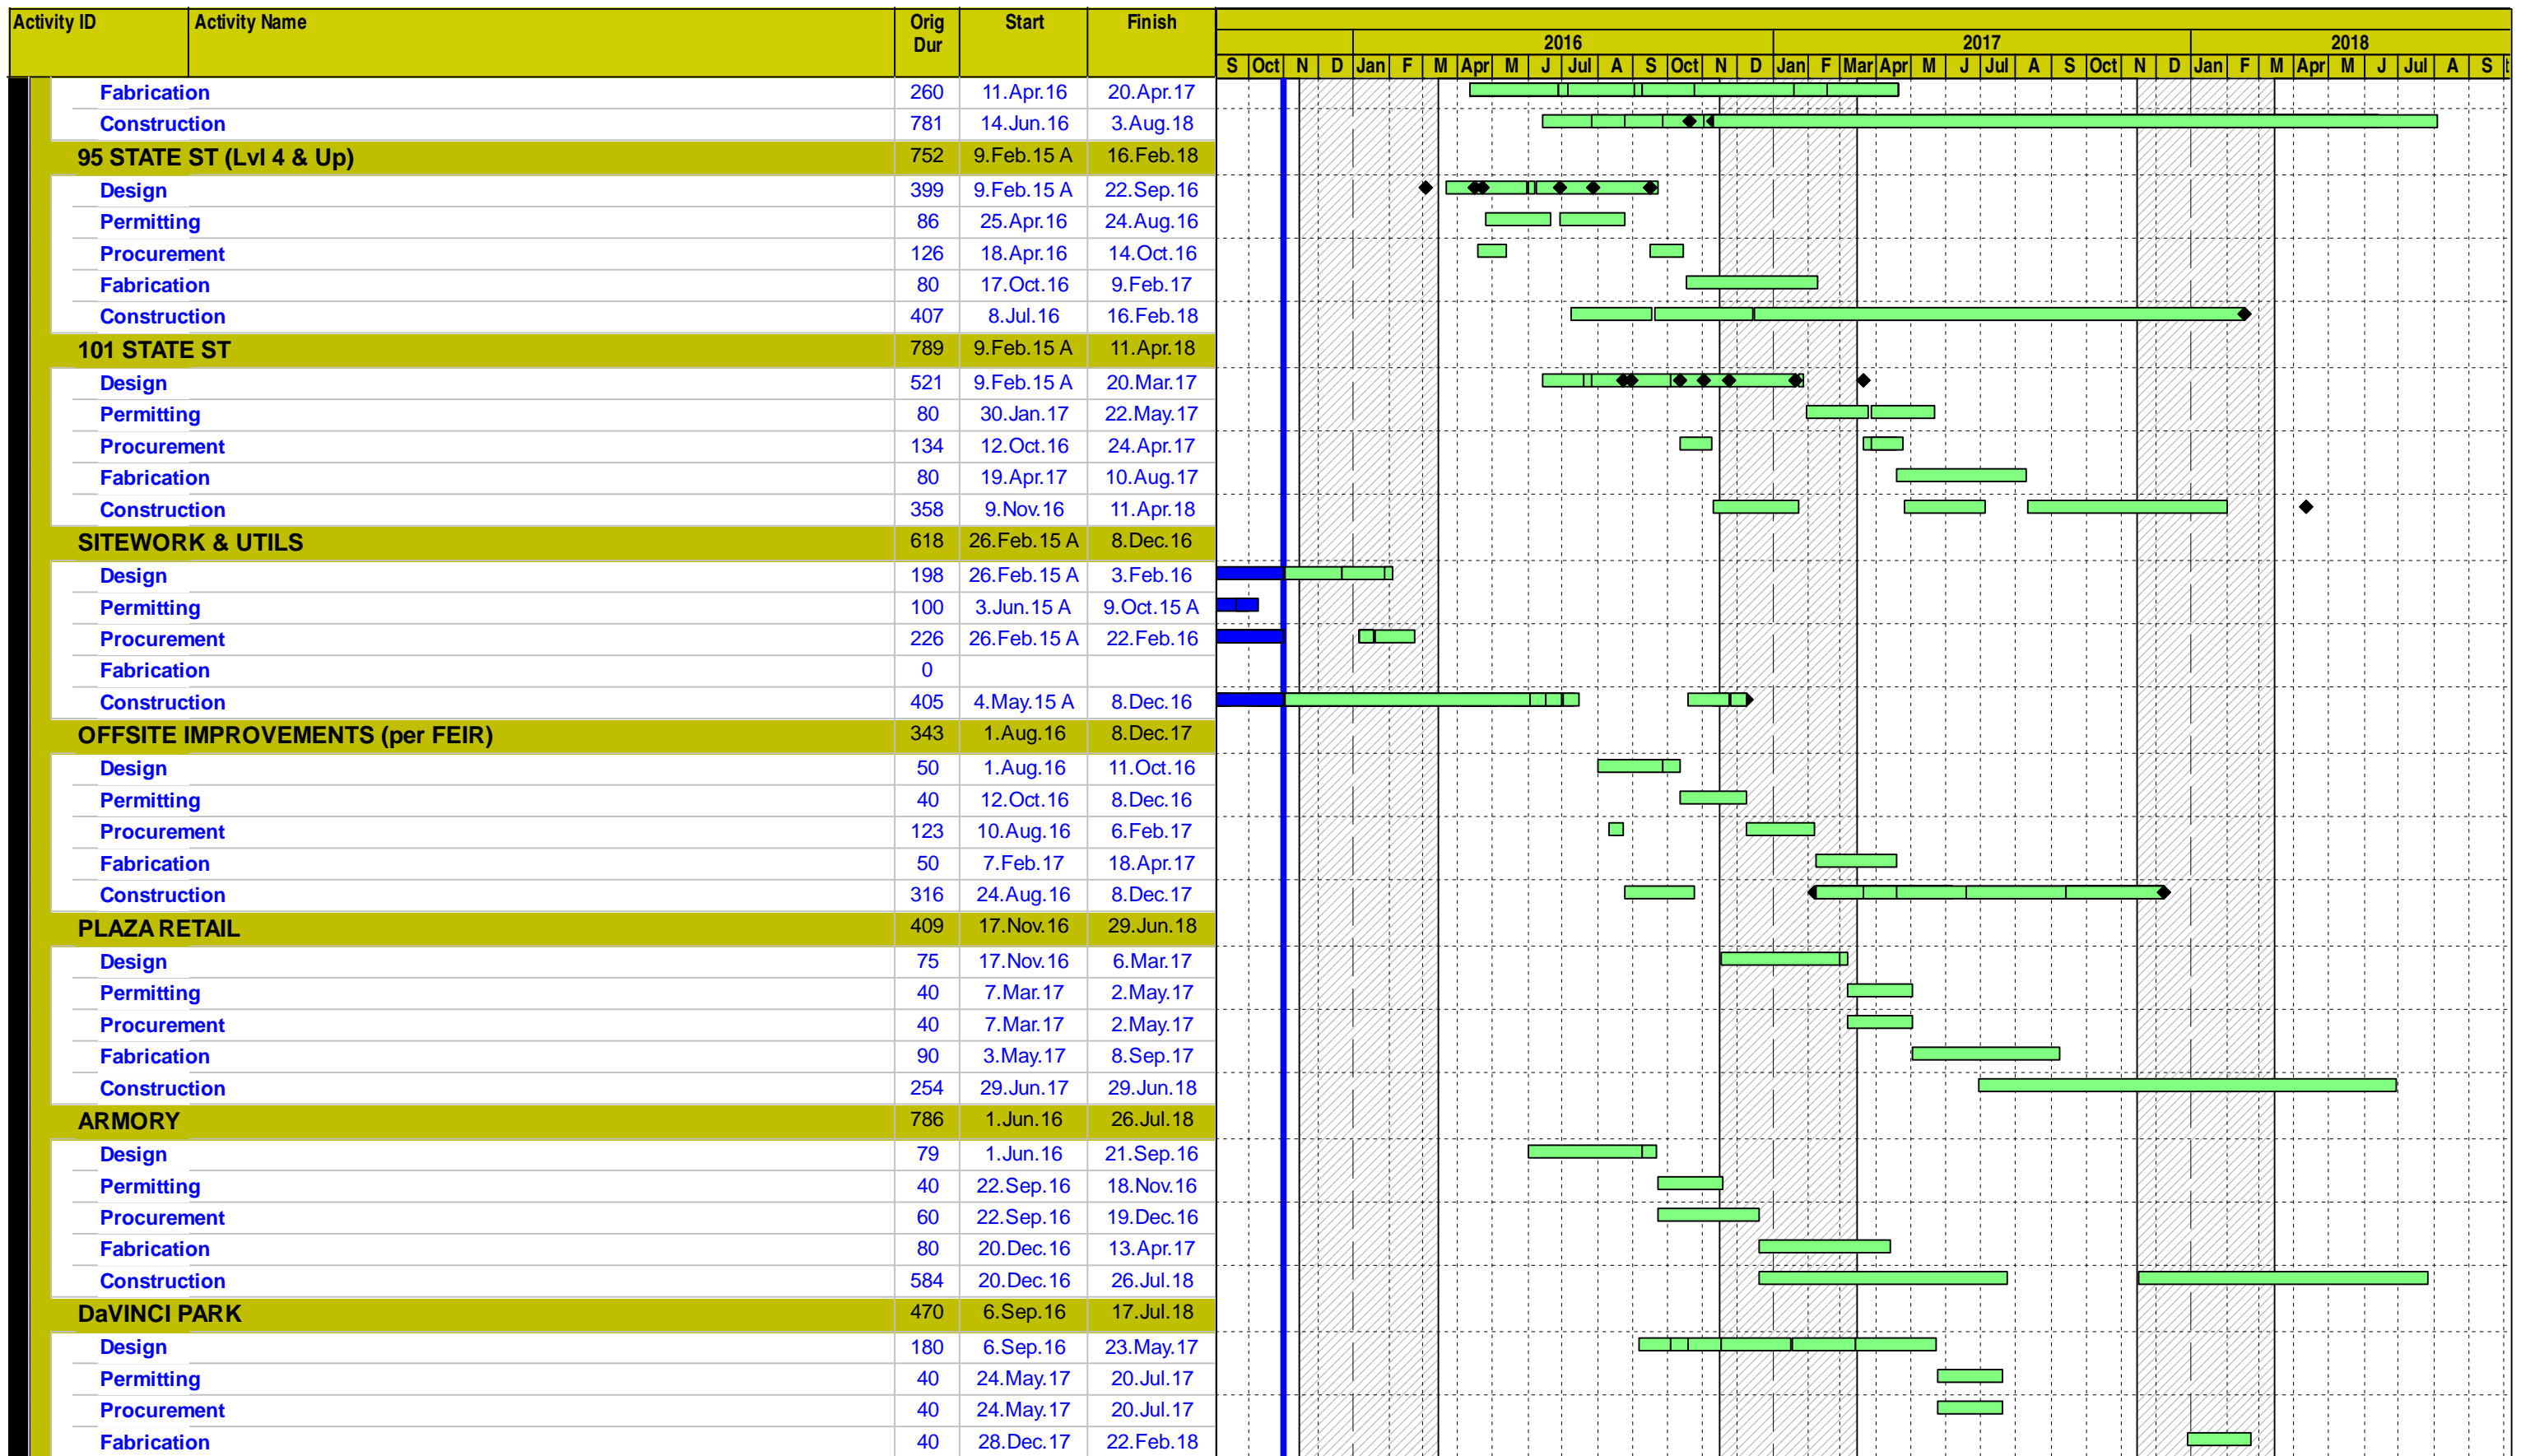 Activity ID Activity Name Orig Dur Start Finish
2016 2017 2018
S Oct N D Jan F M Apr M J Jul A S Oct N D Jan F Mar Apr M J Jul A S Oct N D Jan F M Apr M J Jul A S
Fabrication 260 11.Apr.16 20.Apr.17
Construction 781 14.Jun.16 3.Aug.18
95 STATE ST (Lvl 4 & Up) 752 9.Feb.15 A 16.Feb.18
Design 399 9.Feb.15 A 22.Sep.16
Permitting 86 25.Apr.16 24.Aug.16
Procurement 126 18.Apr.16 14.Oct.16
Fabrication 80 17.Oct.16 9.Feb.17
Construction 407 8.Jul.16 16.Feb.18
101 STATE ST 789 9.Feb.15 A 11.Apr.18
Design 521 9.Feb.15 A 20.Mar.17
Permitting 80 30.Jan.17 22.May.17
Procurement 134 12.Oct.16 24.Apr.17
Fabrication 80 19.Apr.17 10.Aug.17
Construction 358 9.Nov.16 11.Apr.18
SITEWORK & UTILS 618 26.Feb.15 A 8.Dec.16
Design 198 26.Feb.15 A 3.Feb.16
Permitting 100 3.Jun.15 A 9.Oct.15 A
Procurement 226 26.Feb.15 A 22.Feb.16
Fabrication 0
Construction 405 4.May.15 A 8.Dec.16
OFFSITE IMPROVEMENTS (per FEIR) 343 1.Aug.16 8.Dec.17
Design 50 1.Aug.16 11.Oct.16
Permitting 40 12.Oct.16 8.Dec.16
Procurement 123 10.Aug.16 6.Feb.17
Fabrication 50 7.Feb.17 18.Apr.17
Construction 316 24.Aug.16 8.Dec.17
PLAZA RETAIL 409 17.Nov.16 29.Jun.18
Design 75 17.Nov.16 6.Mar.17
Permitting 40 7.Mar.17 2.May.17
Procurement 40 7.Mar.17 2.May.17
Fabrication 90 3.May.17 8.Sep.17
Construction 254 29.Jun.17 29.Jun.18
ARMORY 786 1.Jun.16 26.Jul.18
Design 79 1.Jun.16 21.Sep.16
Permitting 40 22.Sep.16 18.Nov.16
Procurement 60 22.Sep.16 19.Dec.16
Fabrication 80 20.Dec.16 13.Apr.17
Construction 584 20.Dec.16 26.Jul.18
DaVINCI PARK 470 6.Sep.16 17.Jul.18
Design 180 6.Sep.16 23.May.17
Permitting 40 24.May.17 20.Jul.17
Procurement 40 24.May.17 20.Jul.17
Fabrication 40 28.Dec.17 22.Feb.18